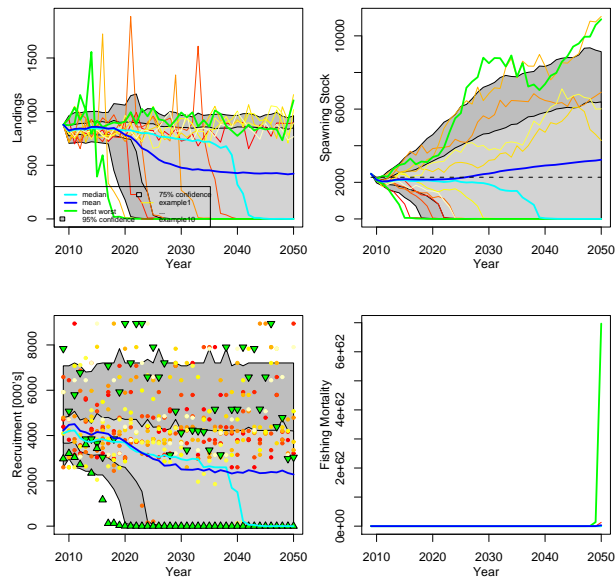 Landings
1500
1000
500
0
median
mean
best worst
95% confidence
75% confidence
example1
...
example10
2010
2020
2030
2040
2050
Year
Spawning Stock
10000
6000
2000
0
2010
2020
2030
2040
2050
Year
Recruitment [000's)
8000
6000
4000
2000
0
2010
2020
2030
2040
2050
Year
Fishing Mortality
6e+62
4e+62
2e+62
0e+00
2010
2020
2030
2040
2050
Year